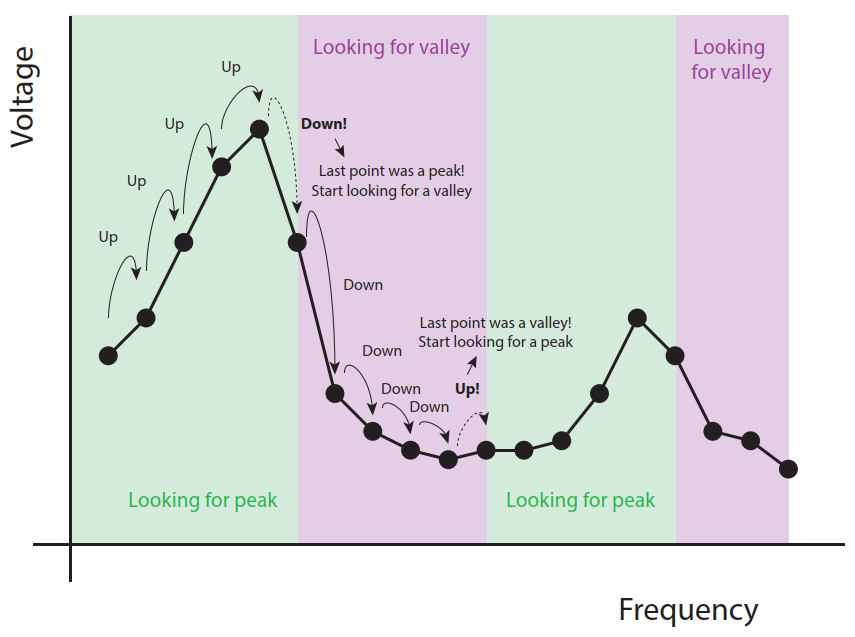 Voltage
Looking for valley
Looking
for valley
Up
Up
Up
Up
Down!
Last point was a peak!
Start looking for a valley
Down
Last point was a valley!
Start looking for a peak
Down
Down
Up!
Down
Looking for peak
Looking for peak
Frequency